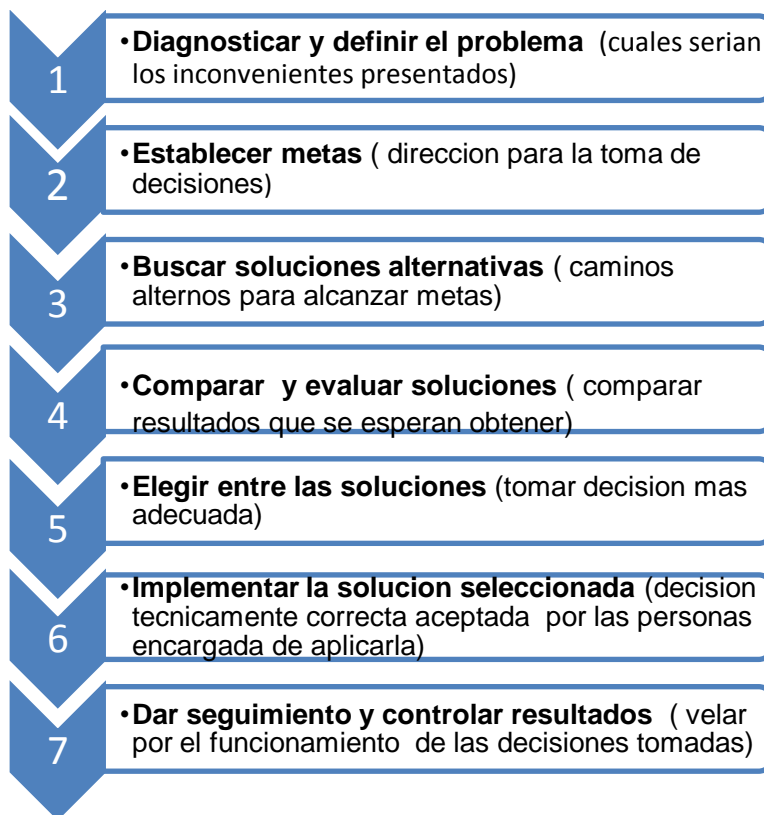 1
•Diagnosticar y definir el problema (cuales serian
los inconvenientes presentados)
2
•Establecer metas ( direccion para la toma de
decisiones)
3
•Buscar soluciones alternativas ( caminos
alternos para alcanzar metas)
4
•Comparar y evaluar soluciones ( comparar
resultados que se esperan obtener)
5
•Elegir entre las soluciones (tomar decision mas
adecuada)
6
•Implementar la solucion seleccionada (decision
tecnicamente correcta aceptada por las personas
encargada de aplicarla)
7
•Dar seguimiento y controlar resultados ( velar
por el funcionamiento de las decisiones tomadas)